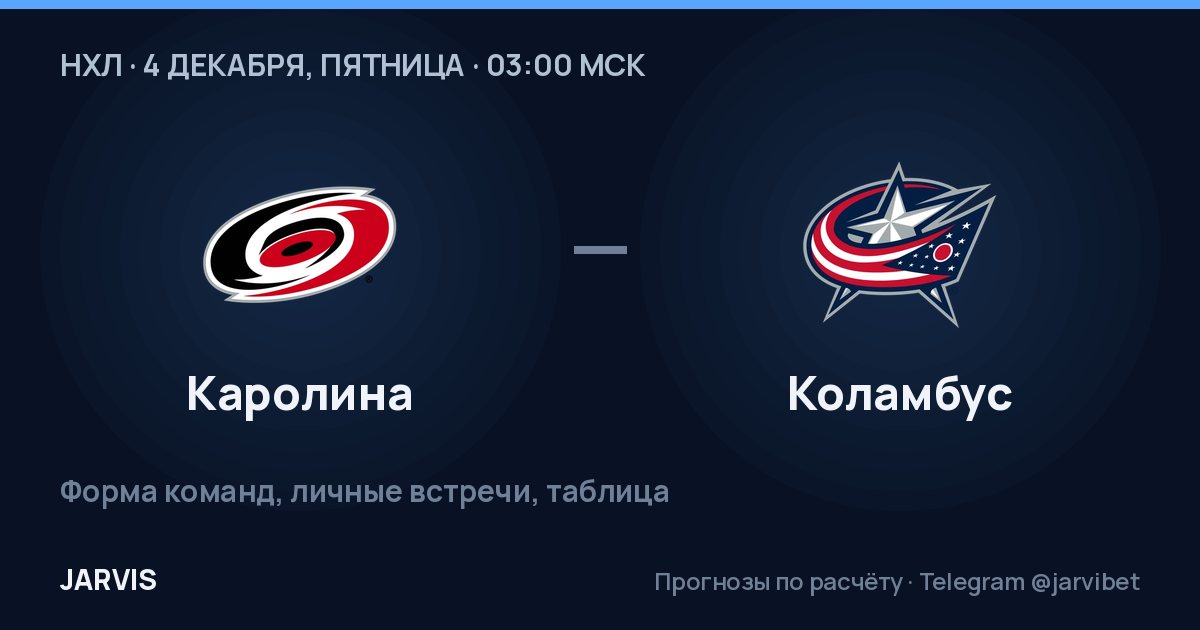 НХЛ · 4 ДЕКАБРЯ, ПЯТНИЦА · 03:00 МСК
—
Каролина
Коламбус
Форма команд, личные встречи, таблица
JARVIS
Прогнозы по расчёту · Telegram @jarvibet